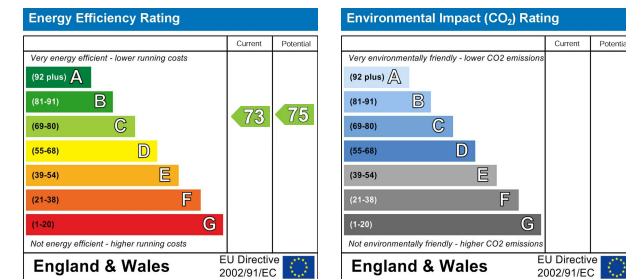 Energy Efficiency Rating
Current Potential
Very energy efficient - lower running costs
(92 plus) A
(81-91) B
(69-80) C
73 75
(55-68) D
(39-54) E
(21-38) F
(1-20) G
Not energy efficient - higher running costs
England & Wales
EU Directive
2002/91/EC
Environmental Impact (CO₂) Rating
Current Potential
Very environmentally friendly - lower CO2 emissions
(92 plus) A
(81-91) B
(69-80) C
(55-68) D
(39-54) E
(21-38) F
(1-20) G
Not environmentally friendly - higher CO2 emissions
England & Wales
EU Directive
2002/91/EC